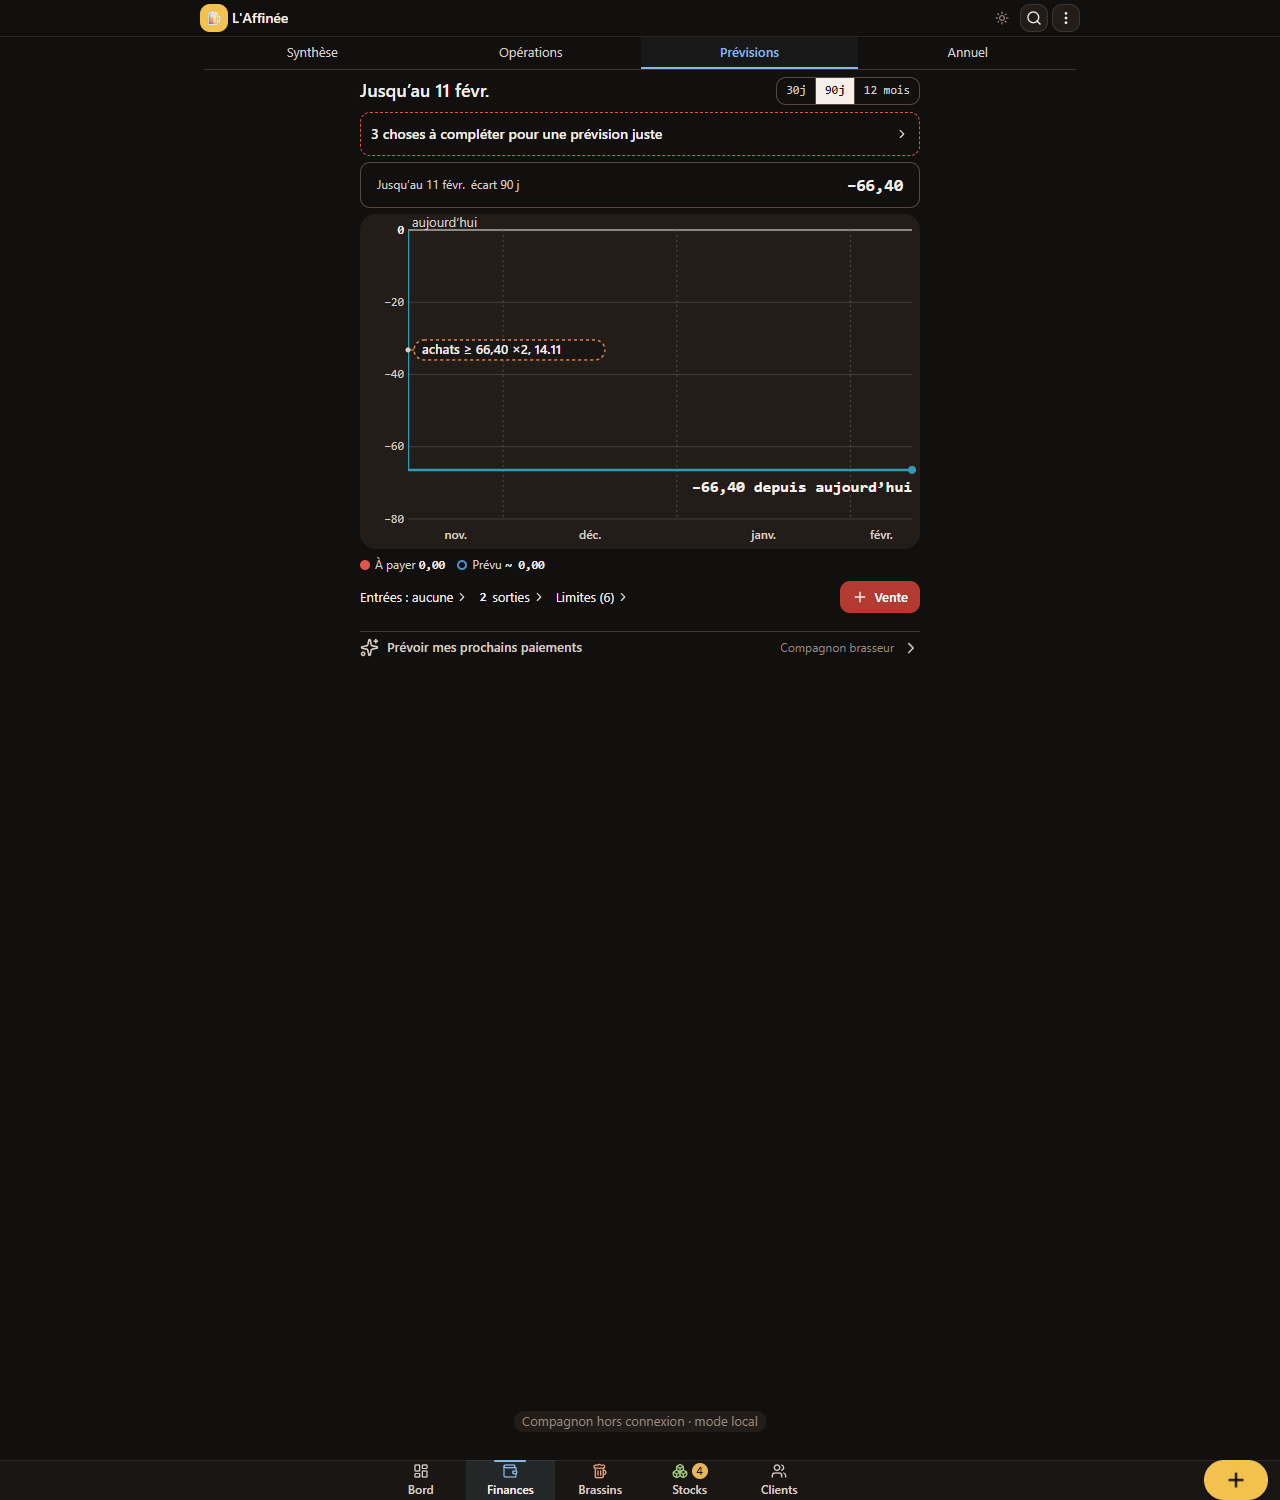 L'Affinée
Synthèse
Opérations
Prévisions
Annuel
Jusqu'au 11 févr.
30j
90j
12 mois
3 choses à compléter pour une prévision juste
Jusqu'au 11 févr. écart 90 j
−66,40
aujourd'hui
0
−20
achats ≥ 66,40 ×2, 14.11
−40
−60
−66,40 depuis aujourd'hui
−80
nov.
déc.
janv.
févr.
À payer 0,00
Prévu ~ 0,00
Entrées : aucune
2 sorties
Limites (6)
Vente
Prévoir mes prochains paiements
Compagnon brasseur
Compagnon hors connexion · mode local
Bord
Finances
Brassins
4
Stocks
Clients